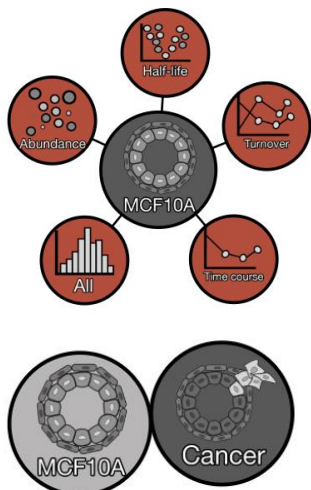 Half-life
Abundance
Turnover
MCF10A
All
Time course
MCF10A
Cancer